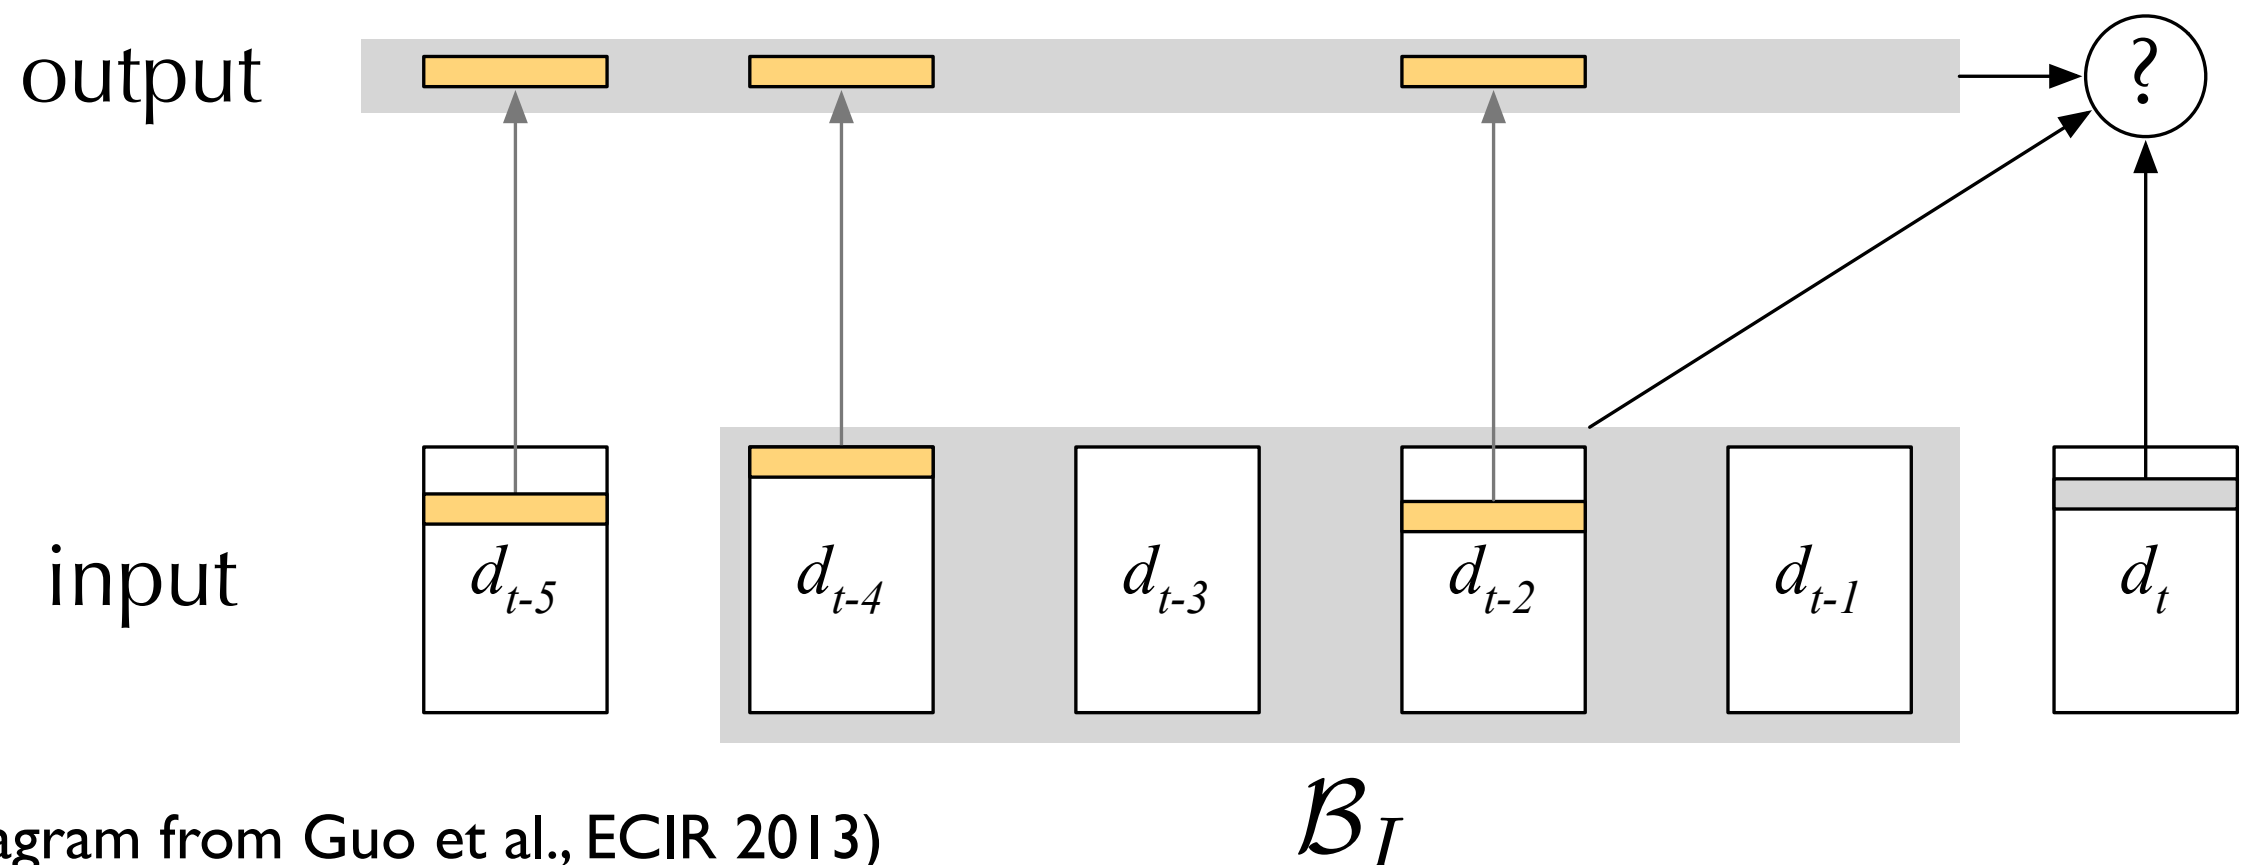 output ?
input d_{t-5} d_{t-4} d_{t-3} d_{t-2} d_{t-1} d_t
agram from Guo et al., ECIR 2013) ℬ_I